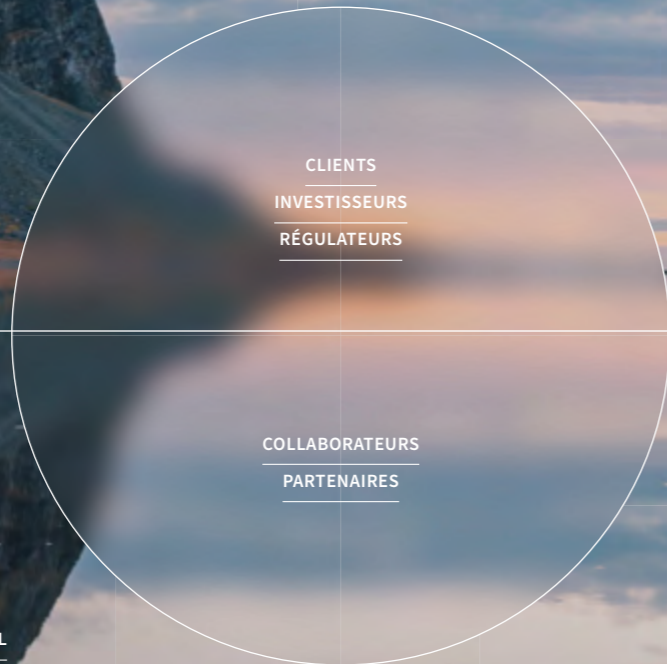 CLIENTS
INVESTISSEURS
RÉGULATEURS
COLLABORATEURS
PARTENAIRES